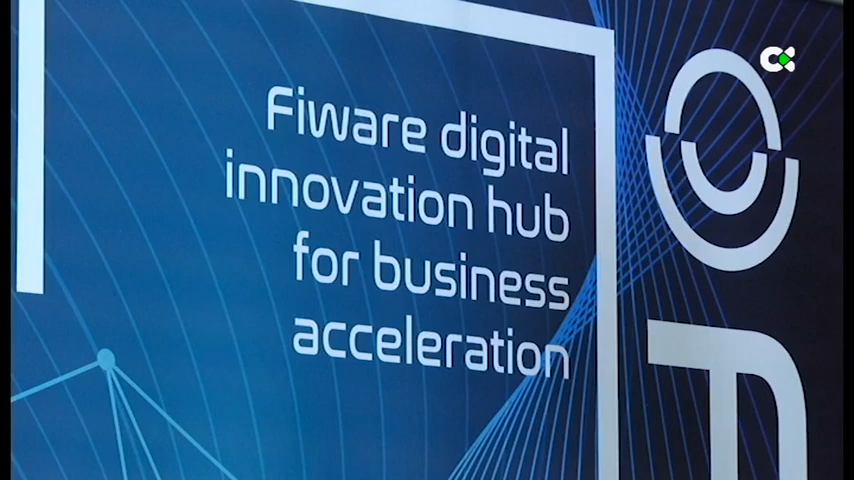 Fiware digital
innovation hub
for business
acceleration